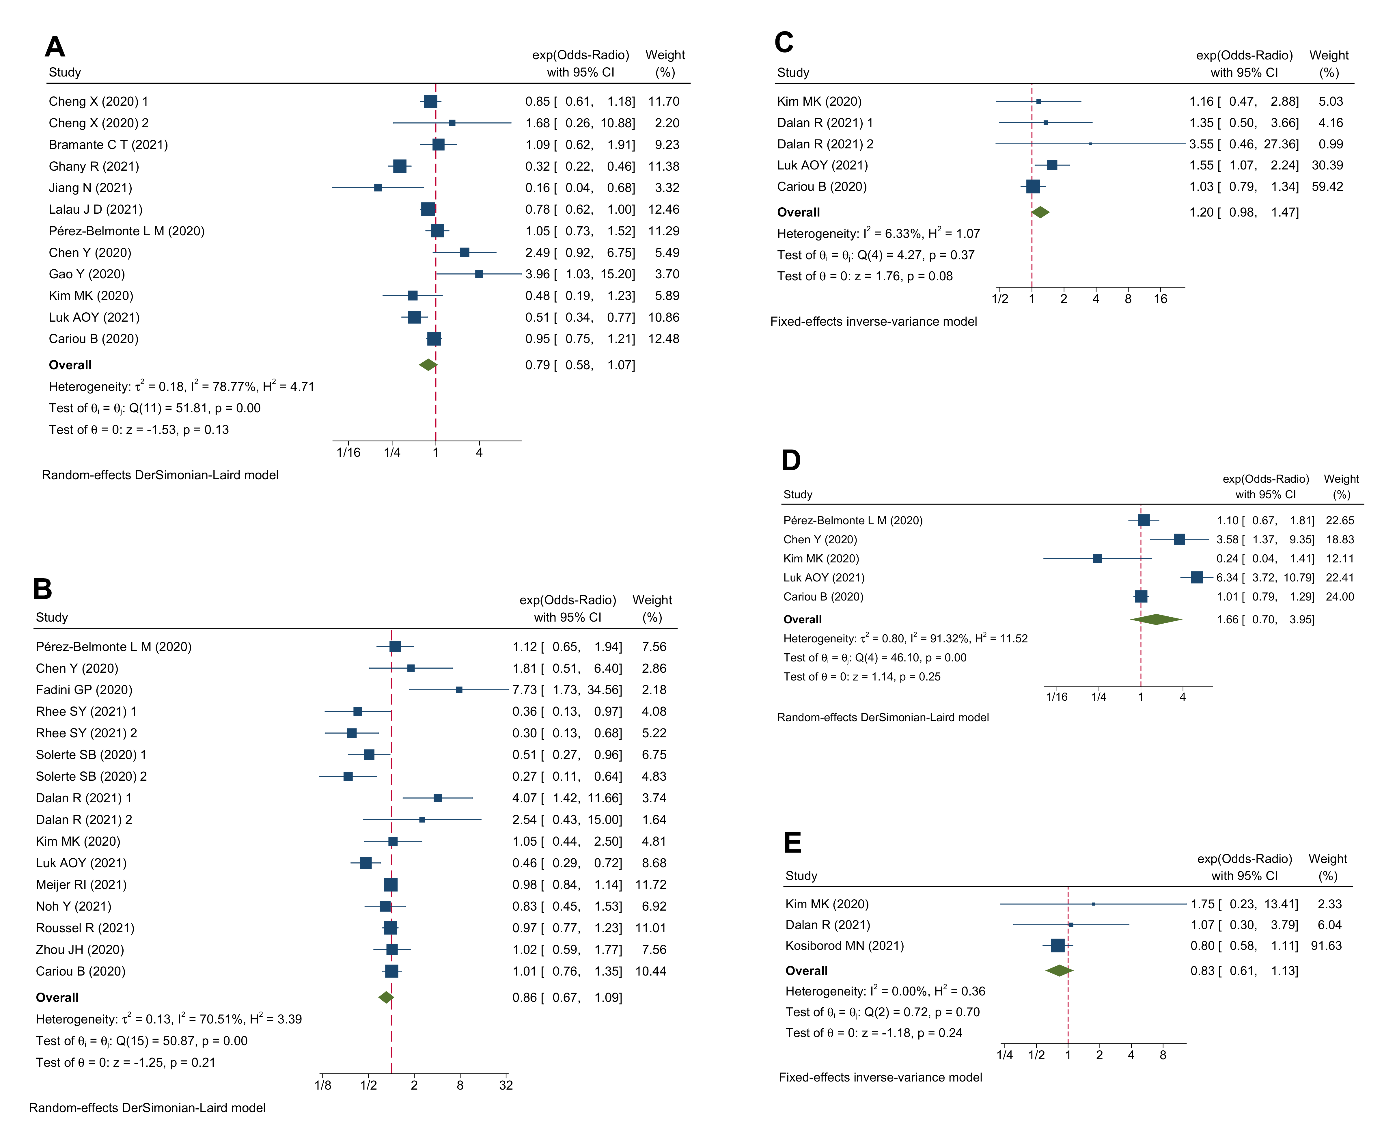 A
exp(Odds-Radio) Weight
Study with 95% CI (%)
Cheng X (2020) 1 0.85 [ 0.61, 1.18] 11.70
Cheng X (2020) 2 1.68 [ 0.26, 10.88] 2.20
Bramante C T (2021) 1.09 [ 0.62, 1.91] 9.23
Ghany R (2021) 0.32 [ 0.22, 0.46] 11.38
Jiang N (2021) 0.16 [ 0.04, 0.68] 3.32
Lalau J D (2021) 0.78 [ 0.62, 1.00] 12.46
Pérez-Belmonte L M (2020) 1.05 [ 0.73, 1.52] 11.29
Chen Y (2020) 2.49 [ 0.92, 6.75] 5.49
Gao Y (2020) 3.96 [ 1.03, 15.20] 3.70
Kim MK (2020) 0.48 [ 0.19, 1.23] 5.89
Luk AOY (2021) 0.51 [ 0.34, 0.77] 10.86
Cariou B (2020) 0.95 [ 0.75, 1.21] 12.48
Overall 0.79 [ 0.58, 1.07]
Heterogeneity: τ² = 0.18, I² = 78.77%, H² = 4.71
Test of θᵢ = θⱼ: Q(11) = 51.81, p = 0.00
Test of θ = 0: z = -1.53, p = 0.13
1/16 1/4 1 4
Random-effects DerSimonian-Laird model
B
exp(Odds-Radio) Weight
Study with 95% CI (%)
Pérez-Belmonte L M (2020) 1.12 [ 0.65, 1.94] 7.56
Chen Y (2020) 1.81 [ 0.51, 6.40] 2.86
Fadini GP (2020) 7.73 [ 1.73, 34.56] 2.18
Rhee SY (2021) 1 0.36 [ 0.13, 0.97] 4.08
Rhee SY (2021) 2 0.30 [ 0.13, 0.68] 5.22
Solerte SB (2020) 1 0.51 [ 0.27, 0.96] 6.75
Solerte SB (2020) 2 0.27 [ 0.11, 0.64] 4.83
Dalan R (2021) 1 4.07 [ 1.42, 11.66] 3.74
Dalan R (2021) 2 2.54 [ 0.43, 15.00] 1.64
Kim MK (2020) 1.05 [ 0.44, 2.50] 4.81
Luk AOY (2021) 0.46 [ 0.29, 0.72] 8.68
Meijer RI (2021) 0.98 [ 0.84, 1.14] 11.72
Noh Y (2021) 0.83 [ 0.45, 1.53] 6.92
Roussel R (2021) 0.97 [ 0.77, 1.23] 11.01
Zhou JH (2020) 1.02 [ 0.59, 1.77] 7.56
Cariou B (2020) 1.01 [ 0.76, 1.35] 10.44
Overall 0.86 [ 0.67, 1.09]
Heterogeneity: τ² = 0.13, I² = 70.51%, H² = 3.39
Test of θᵢ = θⱼ: Q(15) = 50.87, p = 0.00
Test of θ = 0: z = -1.25, p = 0.21
1/8 1/2 2 8 32
Random-effects DerSimonian-Laird model
C
exp(Odds-Radio) Weight
Study with 95% CI (%)
Kim MK (2020) 1.16 [ 0.47, 2.88] 5.03
Dalan R (2021) 1 1.35 [ 0.50, 3.66] 4.16
Dalan R (2021) 2 3.55 [ 0.46, 27.36] 0.99
Luk AOY (2021) 1.55 [ 1.07, 2.24] 30.39
Cariou B (2020) 1.03 [ 0.79, 1.34] 59.42
Overall 1.20 [ 0.98, 1.47]
Heterogeneity: I² = 6.33%, H² = 1.07
Test of θᵢ = θⱼ: Q(4) = 4.27, p = 0.37
Test of θ = 0: z = 1.76, p = 0.08
1/2 1 2 4 8 16
Fixed-effects inverse-variance model
D
exp(Odds-Radio) Weight
Study with 95% CI (%)
Pérez-Belmonte L M (2020) 1.10 [ 0.67, 1.81] 22.65
Chen Y (2020) 3.58 [ 1.37, 9.35] 18.83
Kim MK (2020) 0.24 [ 0.04, 1.41] 12.11
Luk AOY (2021) 6.34 [ 3.72, 10.79] 22.41
Cariou B (2020) 1.01 [ 0.79, 1.29] 24.00
Overall 1.66 [ 0.70, 3.95]
Heterogeneity: τ² = 0.80, I² = 91.32%, H² = 11.52
Test of θᵢ = θⱼ: Q(4) = 46.10, p = 0.00
Test of θ = 0: z = 1.14, p = 0.25
1/16 1/4 1 4
Random-effects DerSimonian-Laird model
E
exp(Odds-Radio) Weight
Study with 95% CI (%)
Kim MK (2020) 1.75 [ 0.23, 13.41] 2.33
Dalan R (2021) 1.07 [ 0.30, 3.79] 6.04
Kosiborod MN (2021) 0.80 [ 0.58, 1.11] 91.63
Overall 0.83 [ 0.61, 1.13]
Heterogeneity: I² = 0.00%, H² = 0.36
Test of θᵢ = θⱼ: Q(2) = 0.72, p = 0.70
Test of θ = 0: z = -1.18, p = 0.24
1/4 1/2 1 2 4 8
Fixed-effects inverse-variance model